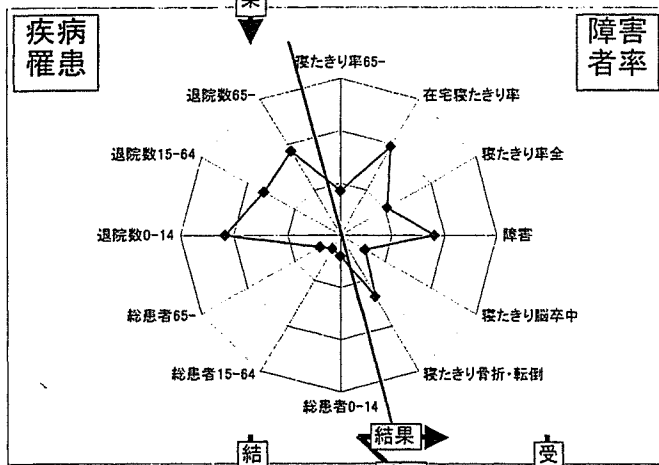 疾病
罹患
障害
者率
寝たきり率65-
退院数65-
在宅寝たきり率
退院数15-64
寝たきり率全
退院数0-14
障害
総患者65-
寝たきり脳卒中
総患者15-64
寝たきり骨折・転倒
総患者0-14
結果
結
受